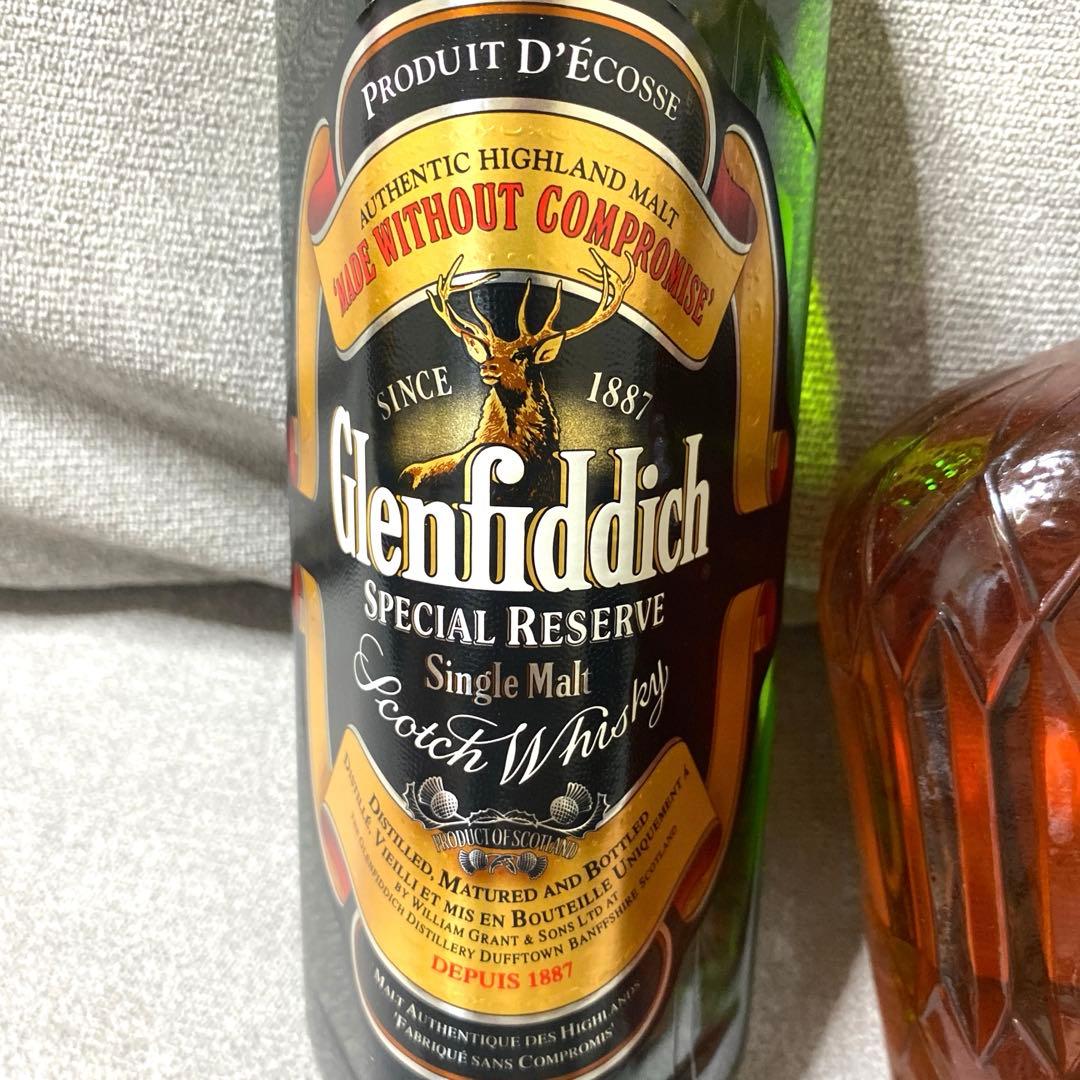 PRODUIT D'ÉCOSSE
AUTHENTIC HIGHLAND MALT
'MADE WITHOUT COMPROMISE'
SINCE 1887
Glenfiddich
SPECIAL RESERVE
Single Malt
Scotch Whisky
PRODUCT OF SCOTLAND
DISTILLED, MATURED AND BOTTLED
DISTILLÉ, VIEILLI ET MIS EN BOUTEILLE UNIQUEMENT À
THE GLENFIDDICH DISTILLERY DUFFTOWN BANFFSHIRE SCOTLAND
BY WILLIAM GRANT & SONS LTD AT
DEPUIS 1887
MALT AUTHENTIQUE DES HIGHLANDS
'FABRIQUÉ SANS COMPROMIS'